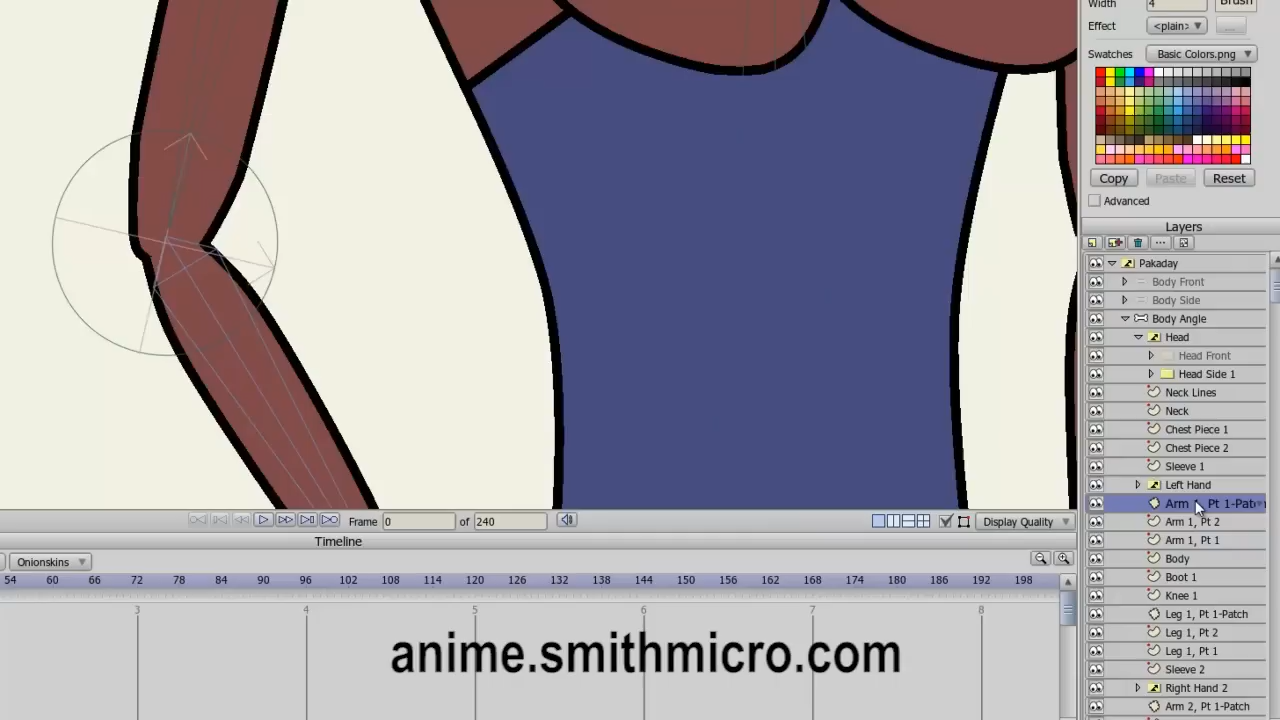 Width 4 Brush
Effect <plain> ...
Swatches Basic Colors.png
Copy Paste Reset
Advanced
Layers
Pakaday
Body Front
Body Side
Body Angle
Head
Head Front
Head Side 1
Neck Lines
Neck
Chest Piece 1
Chest Piece 2
Sleeve 1
Left Hand
Arm 1, Pt 1-Patch
Arm 1, Pt 2
Arm 1, Pt 1
Body
Boot 1
Knee 1
Leg 1, Pt 1-Patch
Leg 1, Pt 2
Leg 1, Pt 1
Sleeve 2
Right Hand 2
Arm 2, Pt 1-Patch
Frame 0 of 240 Display Quality
Timeline
Onionskins
54 60 66 72 78 84 90 96 102 108 114 120 126 132 138 144 150 156 162 168 174 180 186 192 198
3 4 5 6 7 8
anime.smithmicro.com